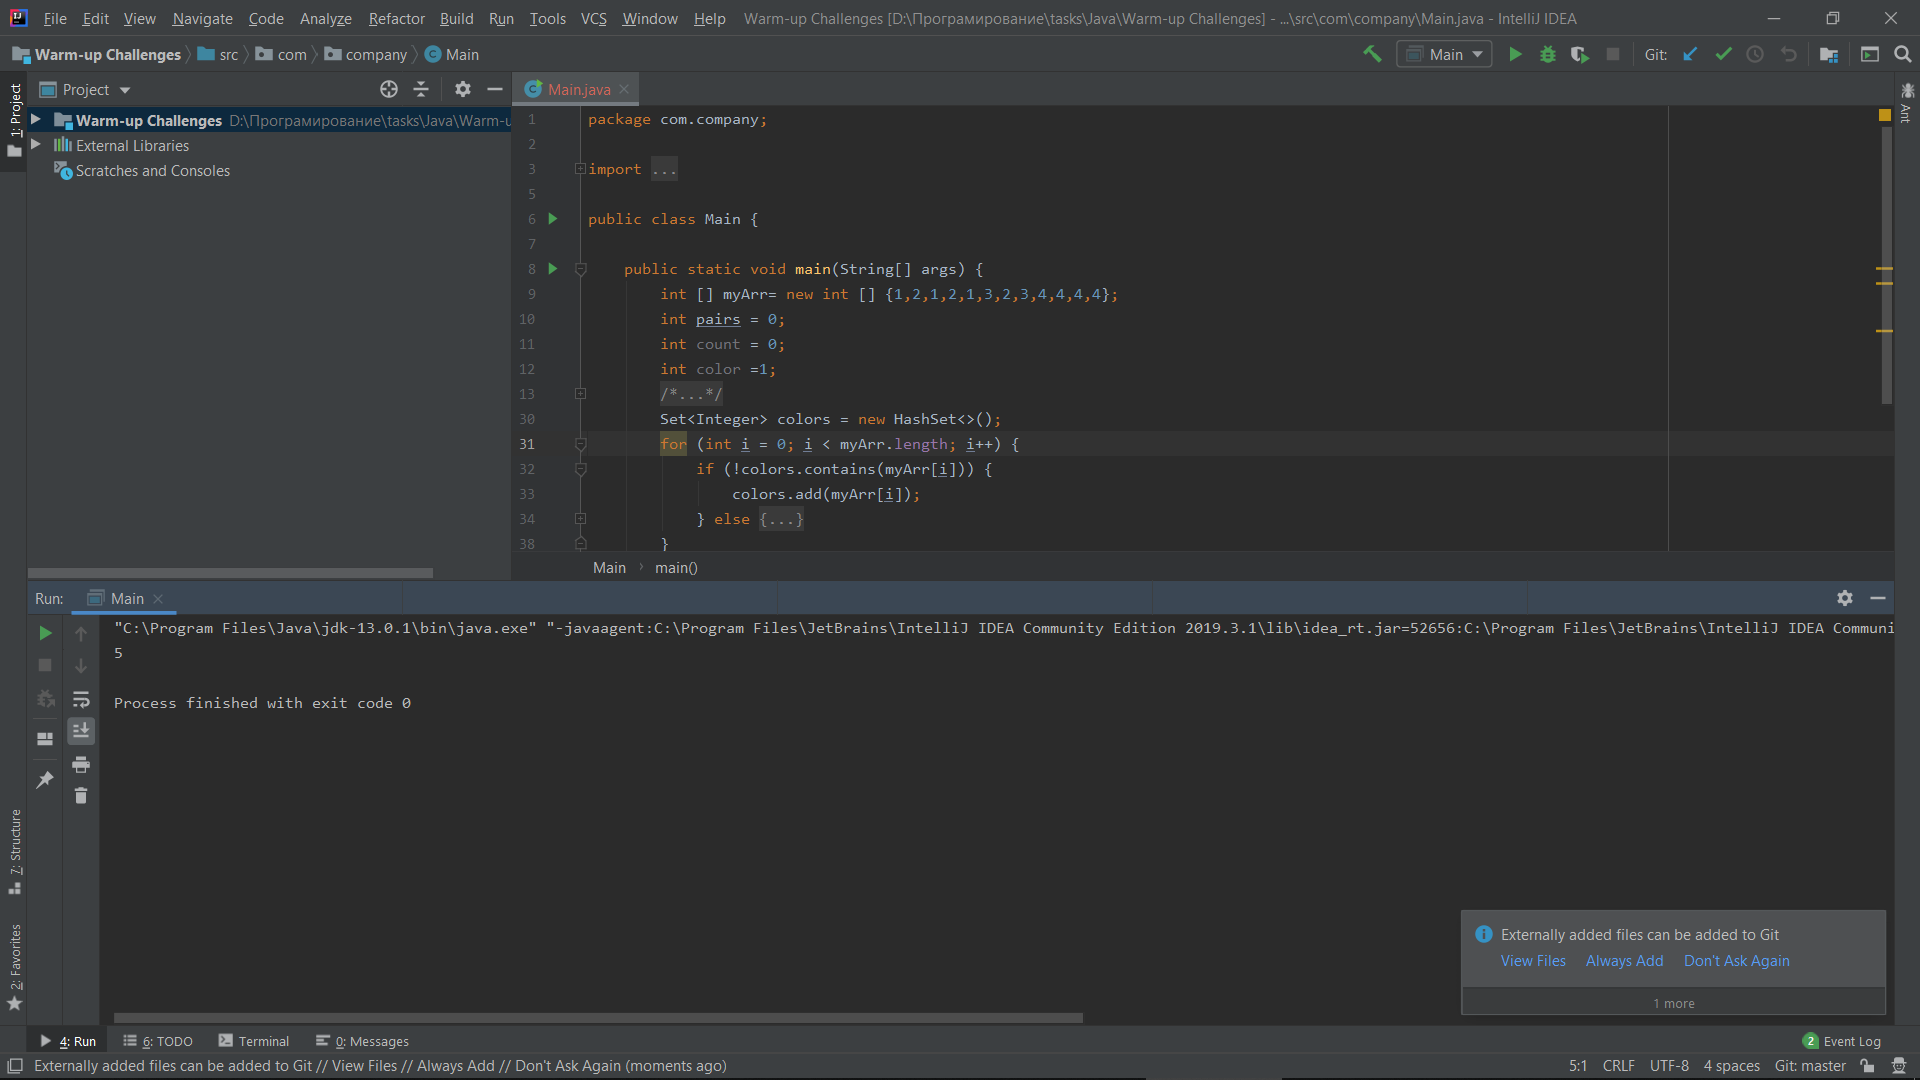 File Edit View Navigate Code Analyze Refactor Build Run Tools VCS Window Help Warm-up Challenges [D:\Програмирование\tasks\Java\Warm-up Challenges] - ...\src\com\company\Main.java - IntelliJ IDEA
Warm-up Challenges src com company Main
Main Git:
1: Project
Project
Main.java
Ant
Warm-up Challenges D:\Програмирование\tasks\Java\Warm-u
External Libraries
Scratches and Consoles
1 package com.company;
2
3 import ...
5
6 public class Main {
7
8 public static void main(String[] args) {
9 int [] myArr= new int [] {1,2,1,2,1,3,2,3,4,4,4,4};
10 int pairs = 0;
11 int count = 0;
12 int color =1;
13 /*...*/
30 Set<Integer> colors = new HashSet<>();
31 for (int i = 0; i < myArr.length; i++) {
32 if (!colors.contains(myArr[i])) {
33 colors.add(myArr[i]);
34 } else {...}
38 }
Main main()
Run: Main
"C:\Program Files\Java\jdk-13.0.1\bin\java.exe" "-javaagent:C:\Program Files\JetBrains\IntelliJ IDEA Community Edition 2019.3.1\lib\idea_rt.jar=52656:C:\Program Files\JetBrains\IntelliJ IDEA Communi
5
Process finished with exit code 0
7: Structure
2: Favorites
Externally added files can be added to Git
View Files Always Add Don't Ask Again
1 more
4: Run 6: TODO Terminal 0: Messages 2 Event Log
Externally added files can be added to Git // View Files // Always Add // Don't Ask Again (moments ago) 5:1 CRLF UTF-8 4 spaces Git: master